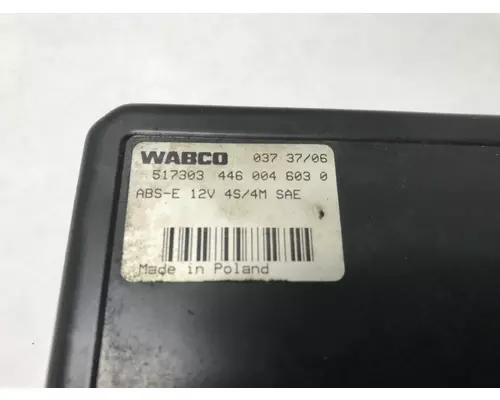 WABCO 037 37/06
517303 446 004 603 0
ABS-E 12V 4S/4M SAE
Made in Poland